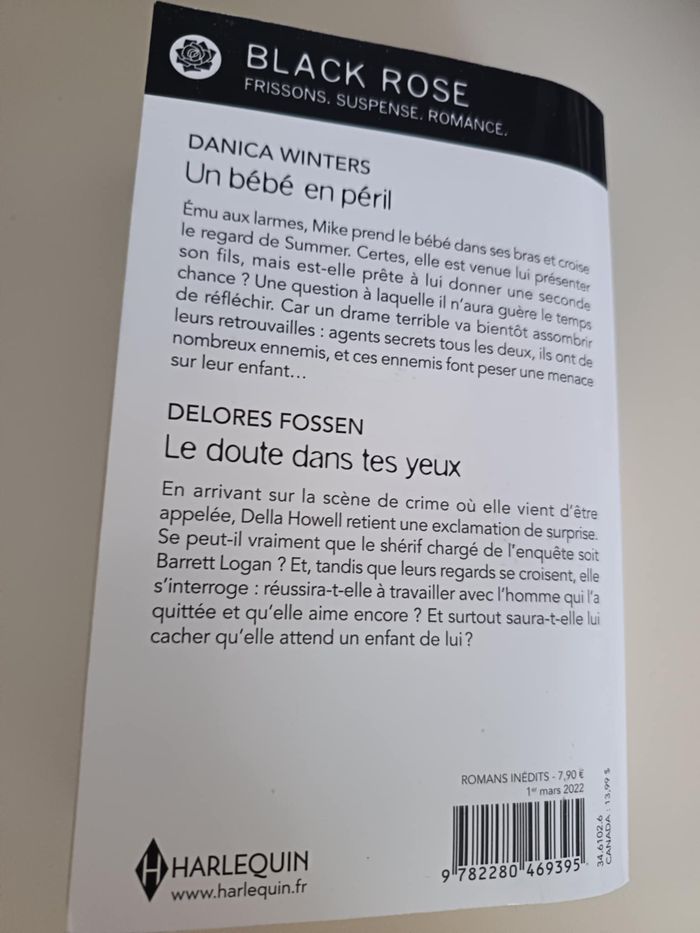 BLACK ROSE
FRISSONS. SUSPENSE. ROMANCE.
DANICA WINTERS
Un bébé en péril
Ému aux larmes, Mike prend le bébé dans ses bras et croise
le regard de Summer. Certes, elle est venue lui présenter
son fils, mais est-elle prête à lui donner une seconde
chance ? Une question à laquelle il n'aura guère le temps
de réfléchir. Car un drame terrible va bientôt assombrir
leurs retrouvailles : agents secrets tous les deux, ils ont de
nombreux ennemis, et ces ennemis font peser une menace
sur leur enfant…
DELORES FOSSEN
Le doute dans tes yeux
En arrivant sur la scène de crime où elle vient d'être
appelée, Della Howell retient une exclamation de surprise.
Se peut-il vraiment que le shérif chargé de l'enquête soit
Barrett Logan ? Et, tandis que leurs regards se croisent, elle
s'interroge : réussira-t-elle à travailler avec l'homme qui l'a
quittée et qu'elle aime encore ? Et surtout saura-t-elle lui
cacher qu'elle attend un enfant de lui ?
ROMANS INÉDITS - 7,90 €
1er mars 2022
34.6102.6
CANADA : 13,99 $
9 782280 469395
H HARLEQUIN
www.harlequin.fr